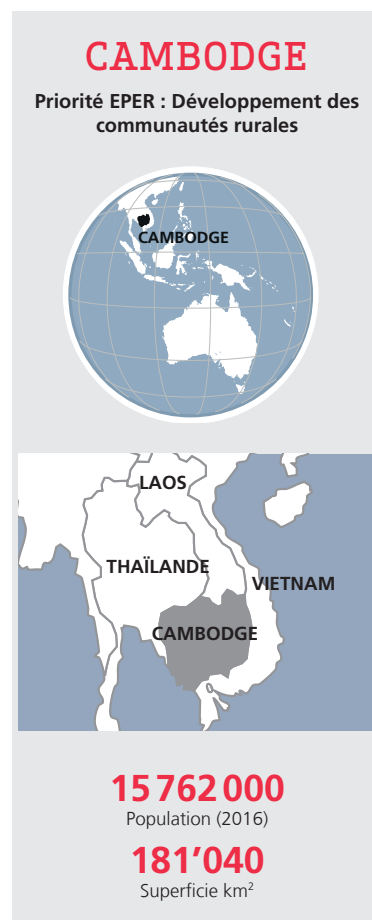 CAMBODGE
Priorité EPER : Développement des
communautés rurales
CAMBODGE
LAOS
THAÏLANDE
VIETNAM
CAMBODGE
15 762 000
Population (2016)
181’040
Superficie km²